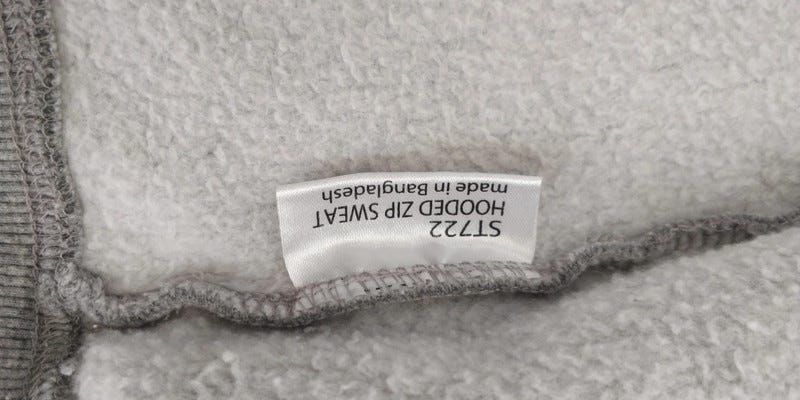 ST722
HOODED ZIP SWEAT
made in Bangladesh